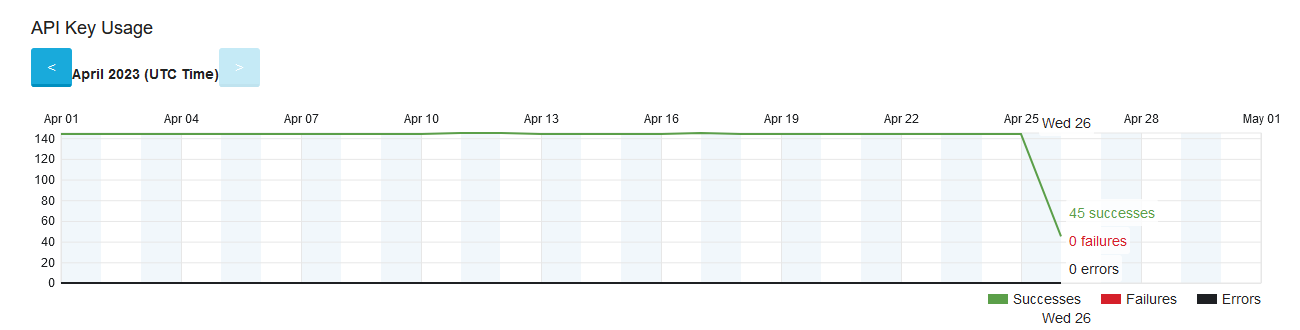 API Key Usage
< April 2023 (UTC Time) >
Apr 01 Apr 04 Apr 07 Apr 10 Apr 13 Apr 16 Apr 19 Apr 22 Apr 25 Wed 26 Apr 28 May 01
140
120
100
80
60
45 successes
40
0 failures
20
0 errors
0
Successes Failures Errors
Wed 26